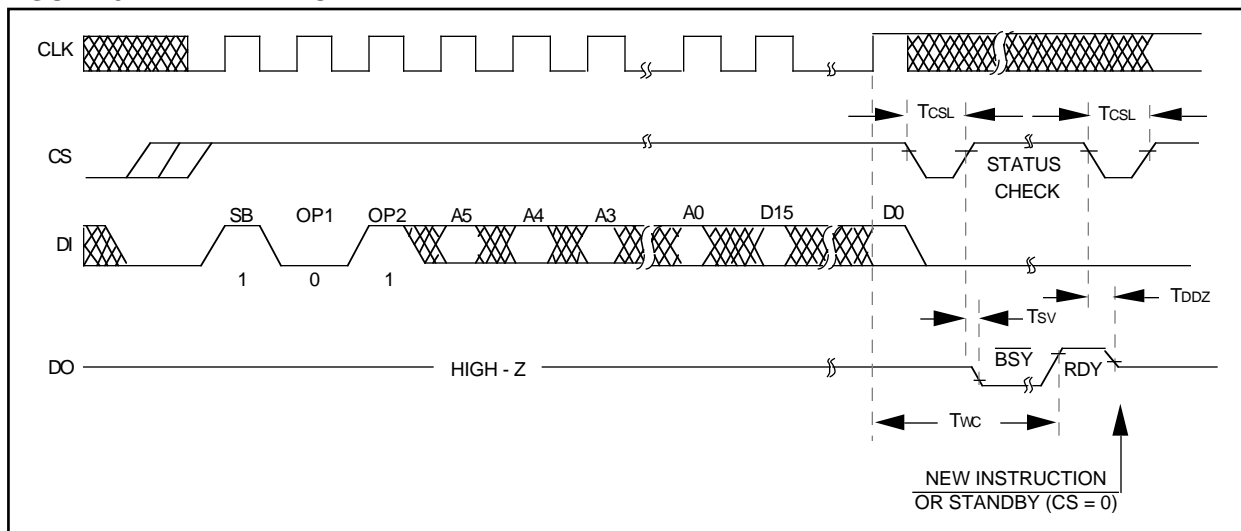 CLK
TCSL TCSL
CS
STATUS
CHECK
SB OP1 OP2 A5 A4 A3 A0 D15 D0
DI
1 0 1
TDDZ
TSV
BSY
DO HIGH - Z RDY
TWC
NEW INSTRUCTION
OR STANDBY (CS = 0)